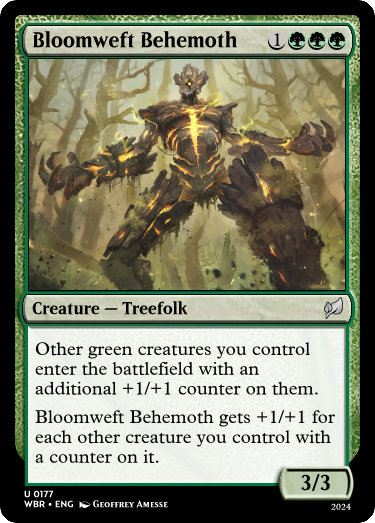 Bloomweft Behemoth 1
Creature — Treefolk
Other green creatures you control
enter the battlefield with an
additional +1/+1 counter on them.
Bloomweft Behemoth gets +1/+1 for
each other creature you control with
a counter on it.
3/3
U 0177
WBR • ENG Geoffrey Amesse
2024